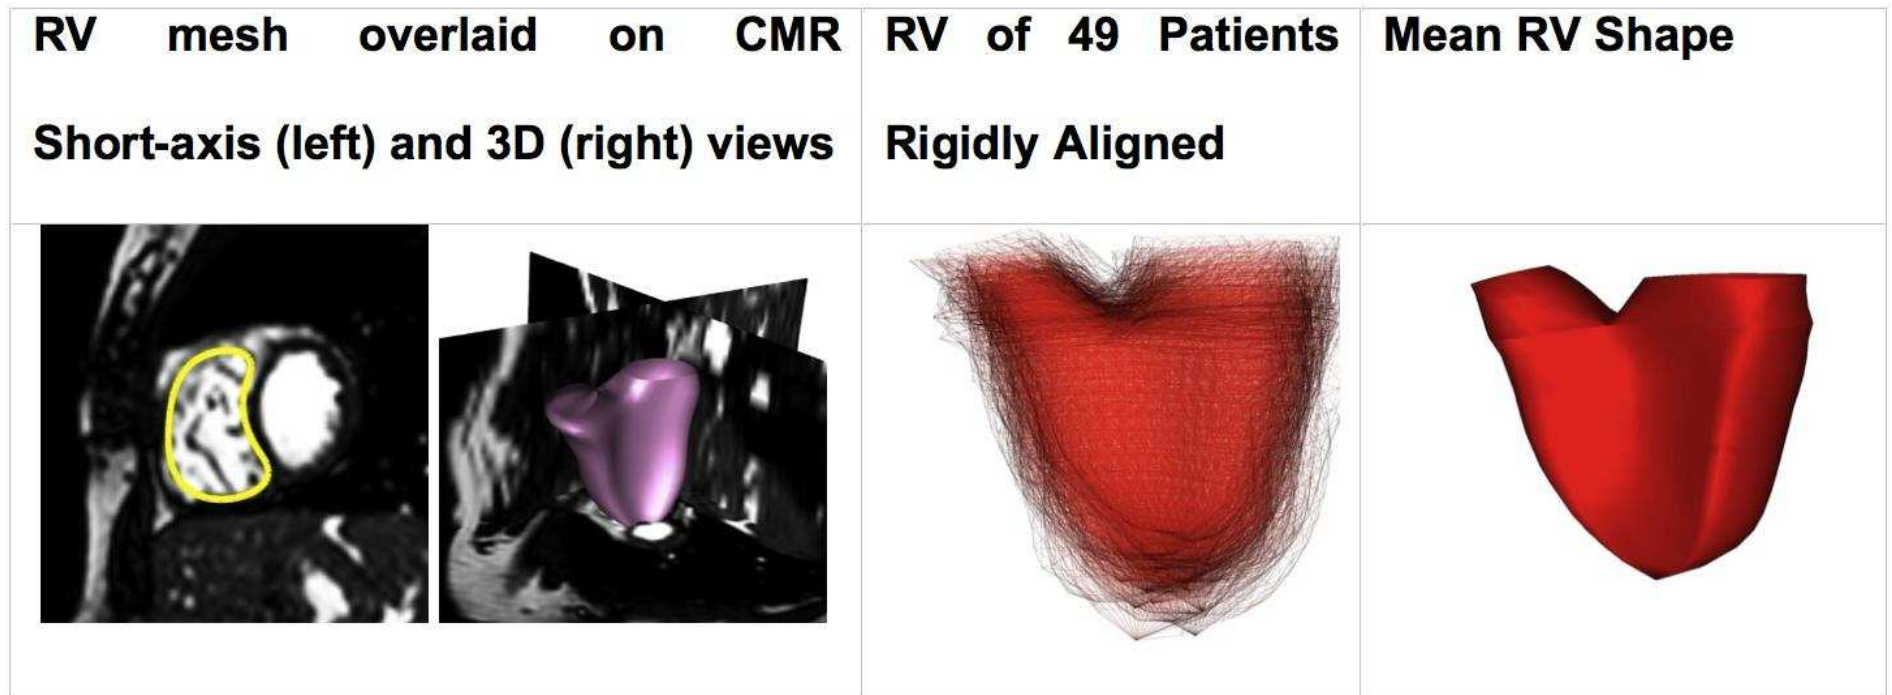 RV mesh overlaid on CMR
Short-axis (left) and 3D (right) views
RV of 49 Patients
Rigidly Aligned
Mean RV Shape